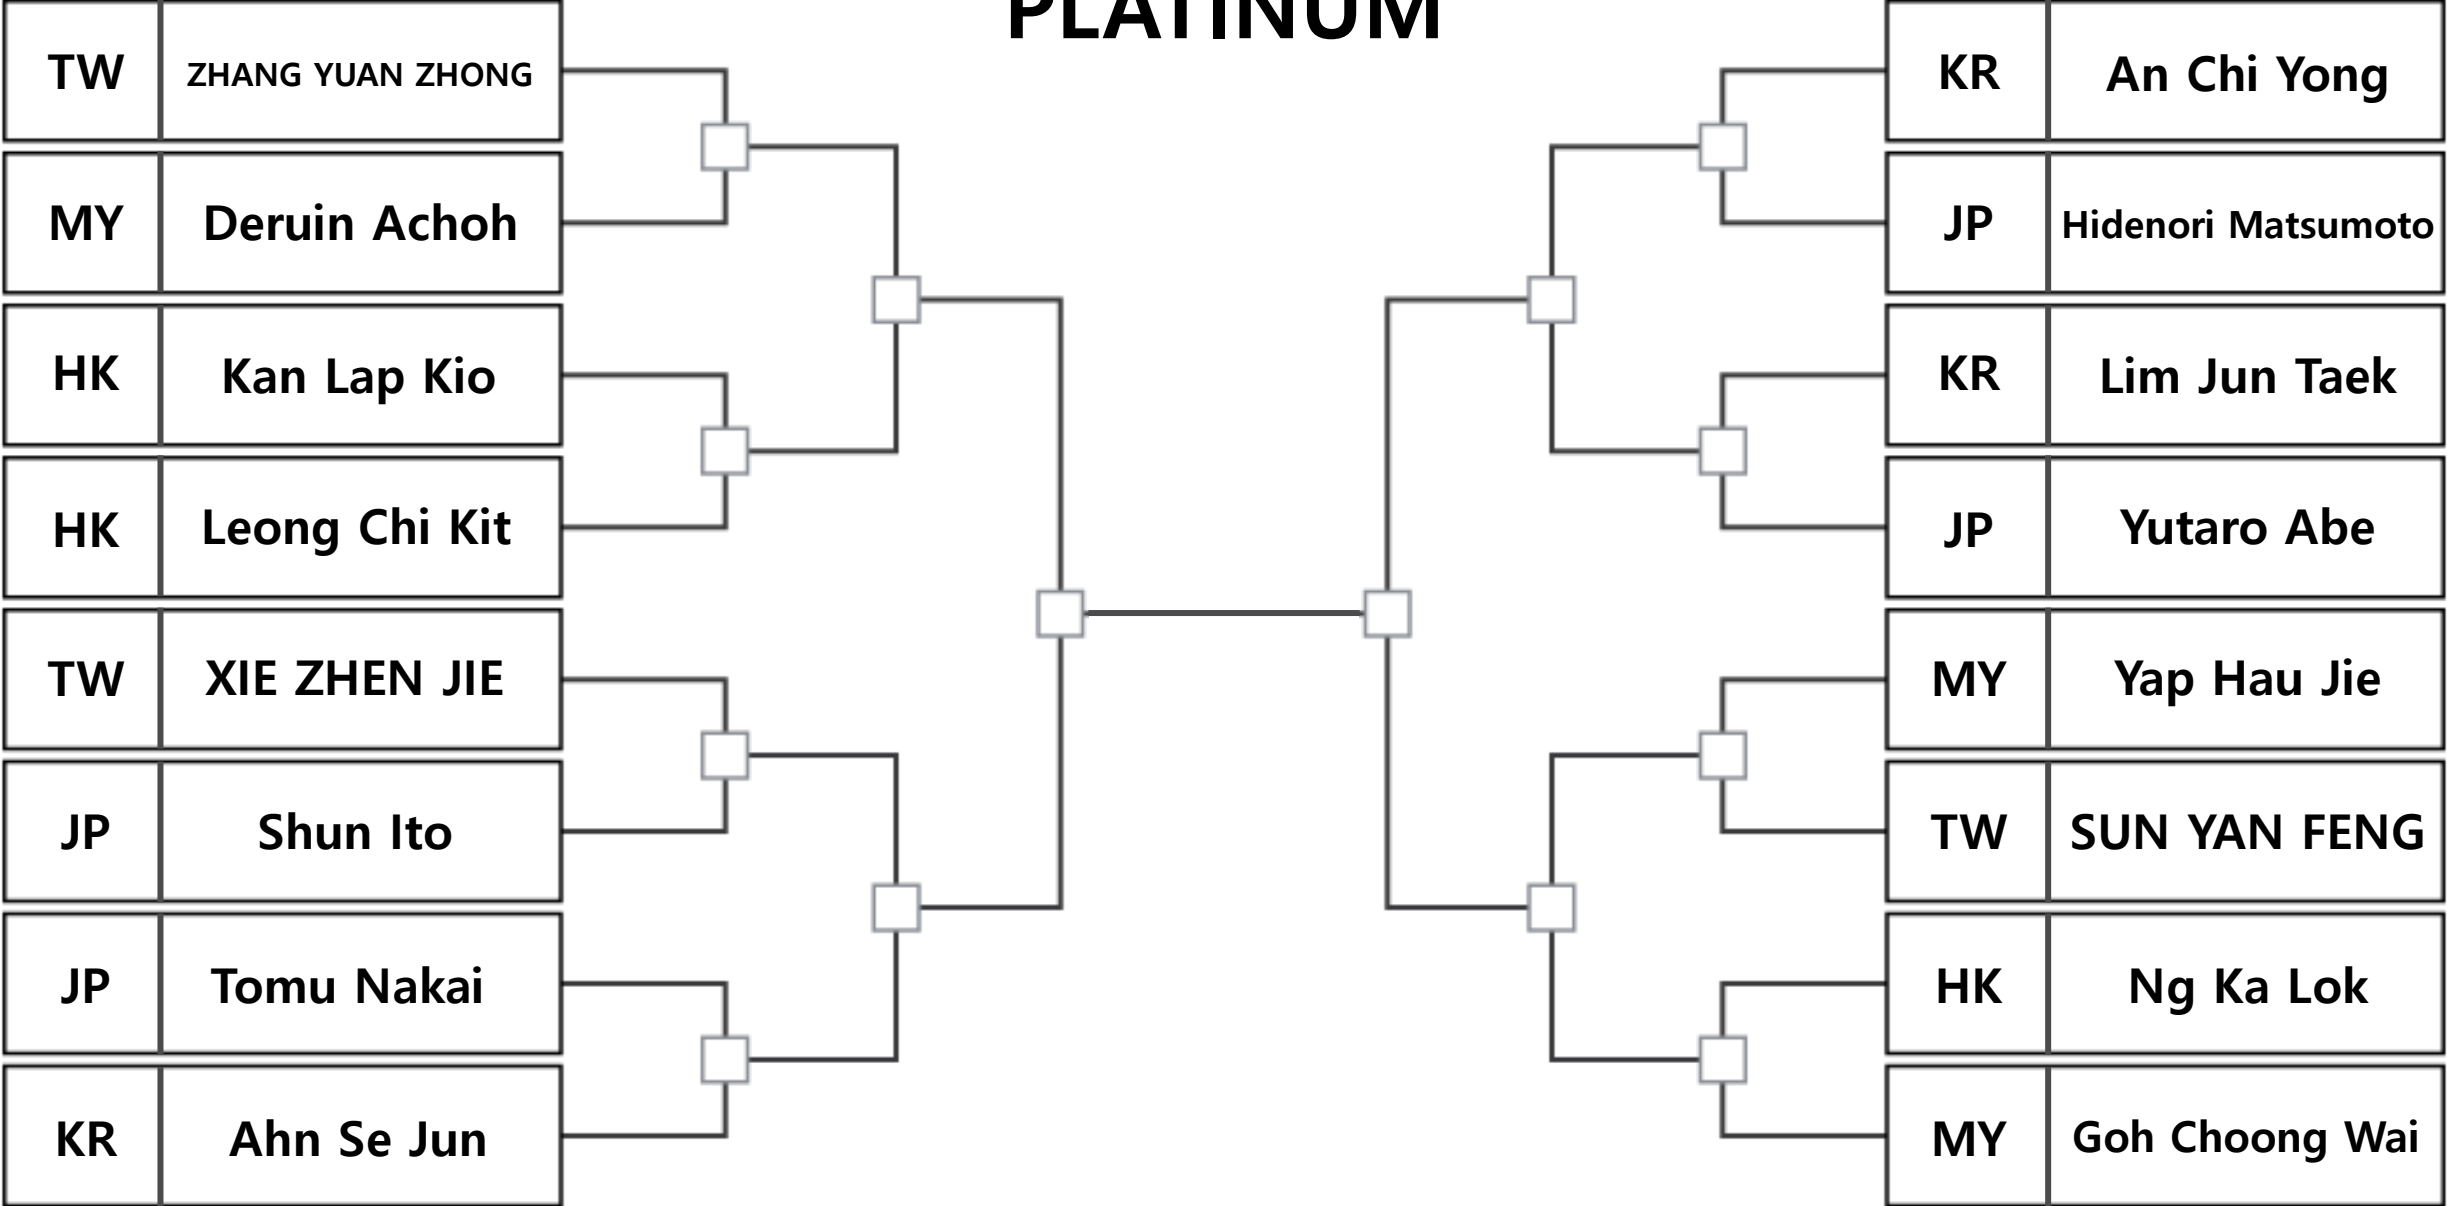 PLATINUM
TW ZHANG YUAN ZHONG
MY Deruin Achoh
HK Kan Lap Kio
HK Leong Chi Kit
TW XIE ZHEN JIE
JP Shun Ito
JP Tomu Nakai
KR Ahn Se Jun
KR An Chi Yong
JP Hidenori Matsumoto
KR Lim Jun Taek
JP Yutaro Abe
MY Yap Hau Jie
TW SUN YAN FENG
HK Ng Ka Lok
MY Goh Choong Wai